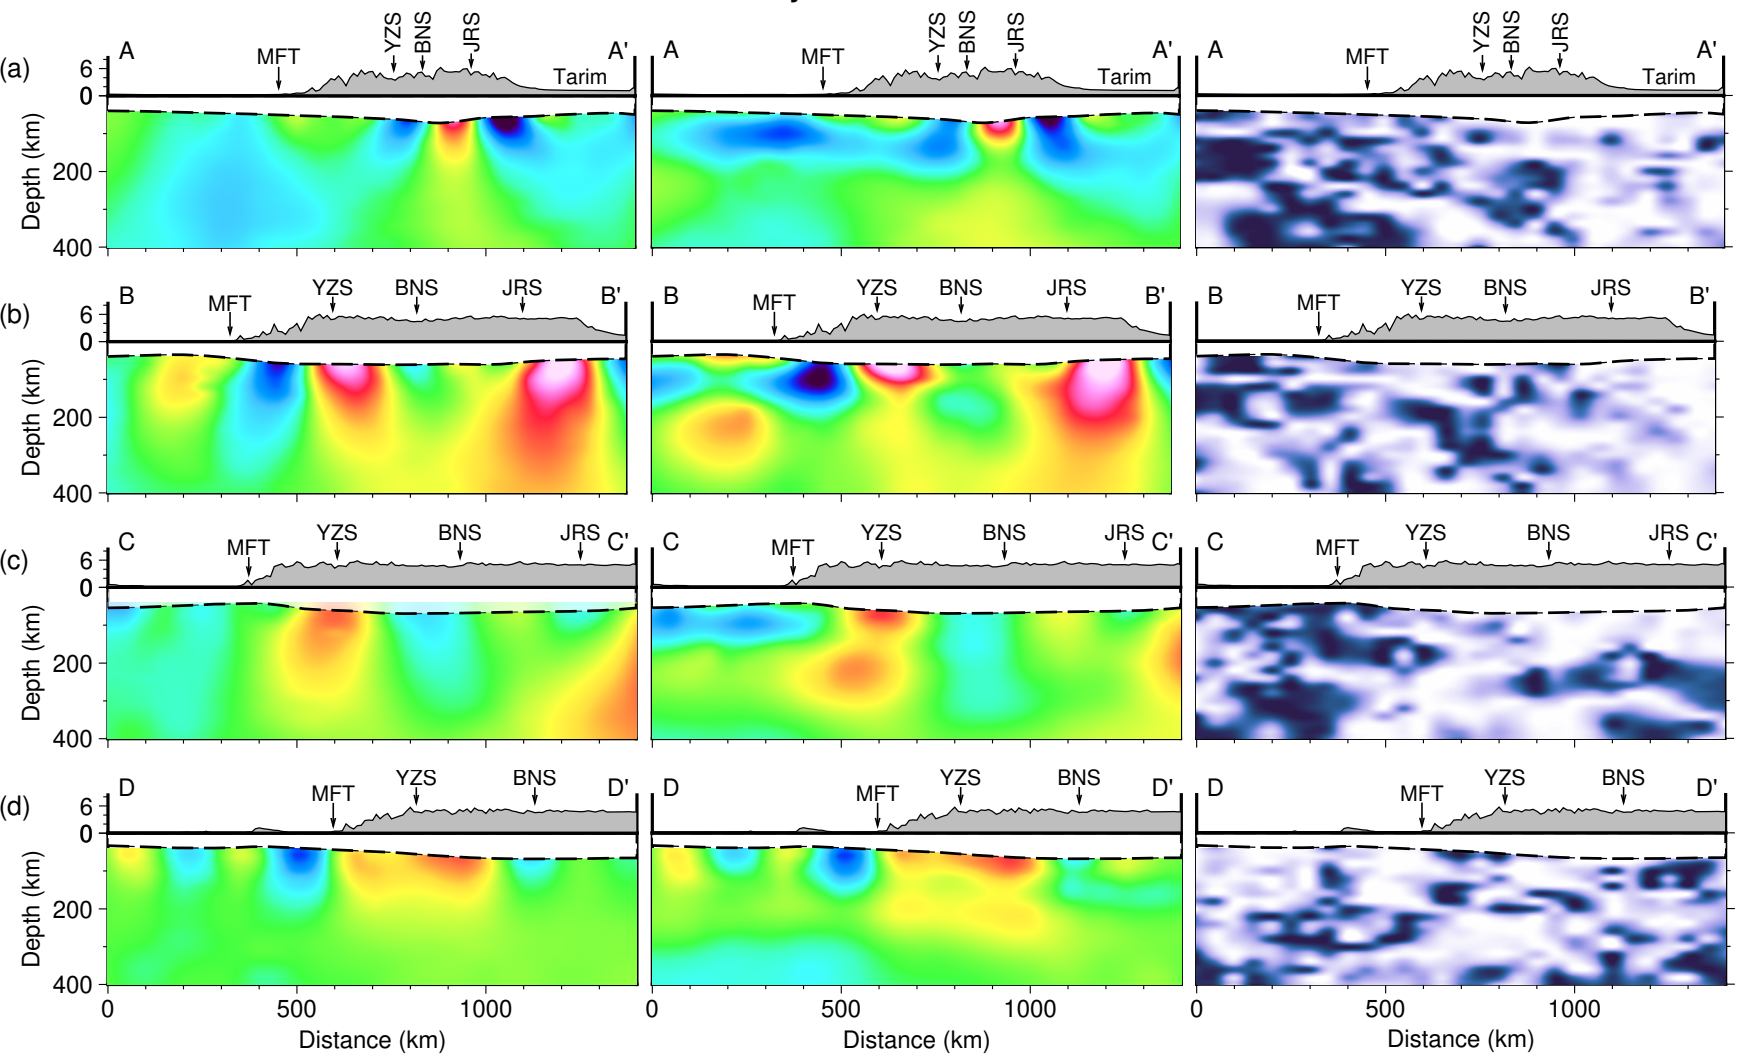 YZS BNS JRS YZS BNS JRS YZS BNS JRS
(a) A MFT A' A MFT A' A MFT A'
6 Tarim Tarim Tarim
0
Depth (km)
200
400
(b) B MFT YZS BNS JRS B' B MFT YZS BNS JRS B' B MFT YZS BNS JRS B'
6
0
Depth (km)
200
400
(c) C MFT YZS BNS JRS C' C MFT YZS BNS JRS C' C MFT YZS BNS JRS C'
6
0
Depth (km)
200
400
(d) D MFT YZS BNS D' D MFT YZS BNS D' D MFT YZS BNS D'
6
0
Depth (km)
200
400
0 500 1000 0 500 1000 0 500 1000
Distance (km) Distance (km) Distance (km)